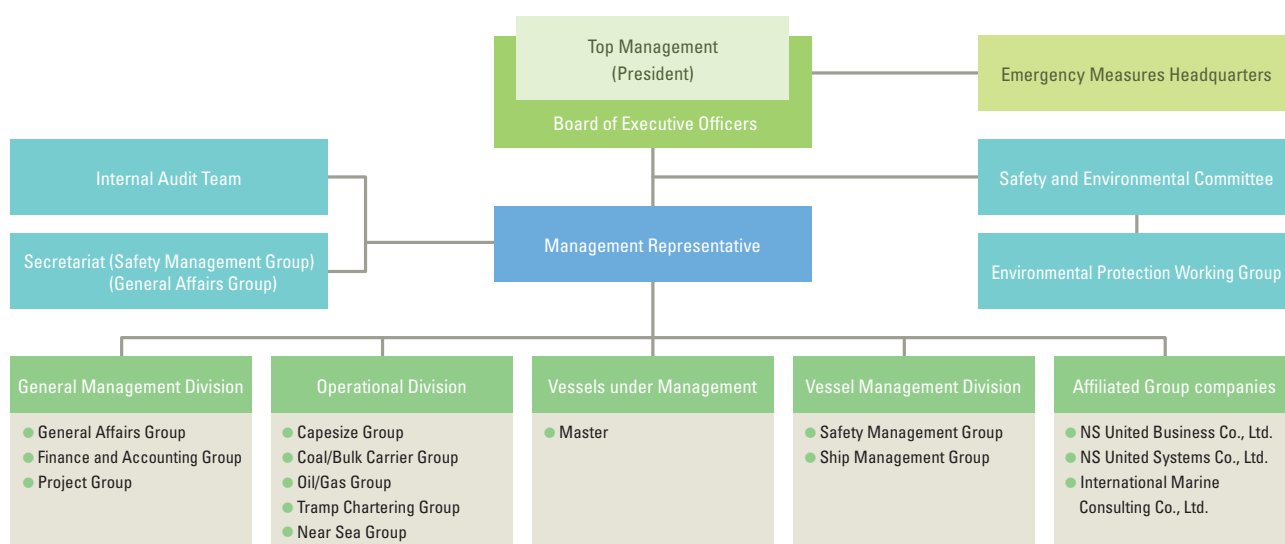 Top Management
(President)
Board of Executive Officers
Emergency Measures Headquarters
Internal Audit Team
Safety and Environmental Committee
Management Representative
Secretariat (Safety Management Group)
(General Affairs Group)
Environmental Protection Working Group
General Management Division
General Affairs Group
Finance and Accounting Group
Project Group
Operational Division
Capesize Group
Coal/Bulk Carrier Group
Oil/Gas Group
Tramp Chartering Group
Near Sea Group
Vessels under Management
Master
Vessel Management Division
Safety Management Group
Ship Management Group
Affiliated Group companies
NS United Business Co., Ltd.
NS United Systems Co., Ltd.
International Marine
Consulting Co., Ltd.